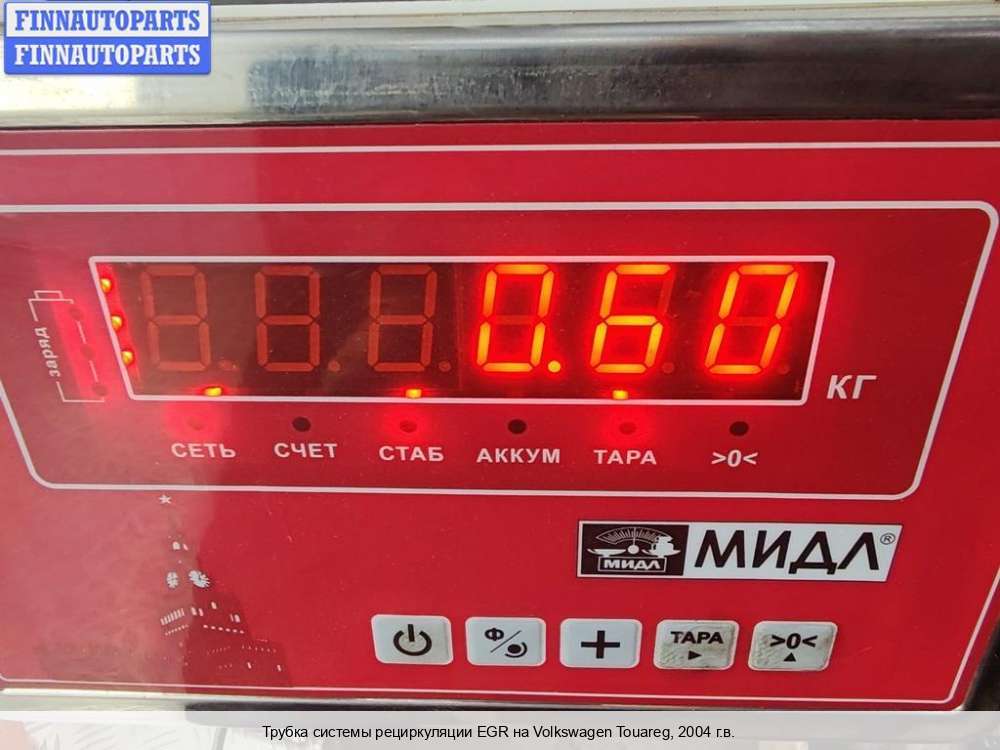 FINNAUTOPARTS
FINNAUTOPARTS
0.60
КГ
заряд
СЕТЬ СЧЕТ СТАБ АККУМ ТАРА >0<
МИДЛ МИДЛ®
Ф ТАРА >0<
Трубка системы рециркуляции EGR на Volkswagen Touareg, 2004 г.в.